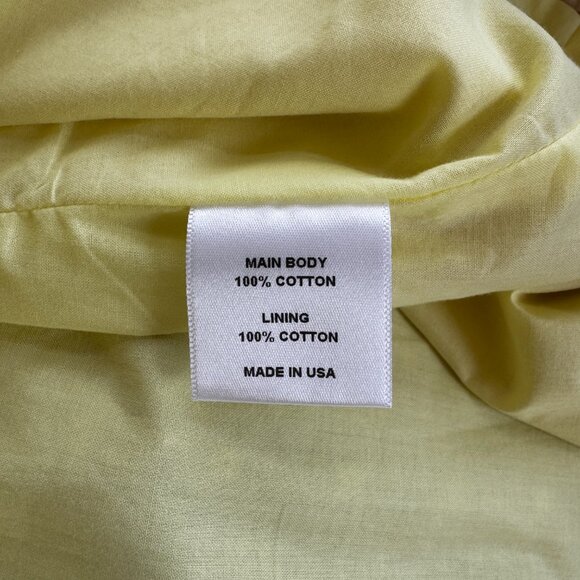 MAIN BODY
100% COTTON
LINING
100% COTTON
MADE IN USA